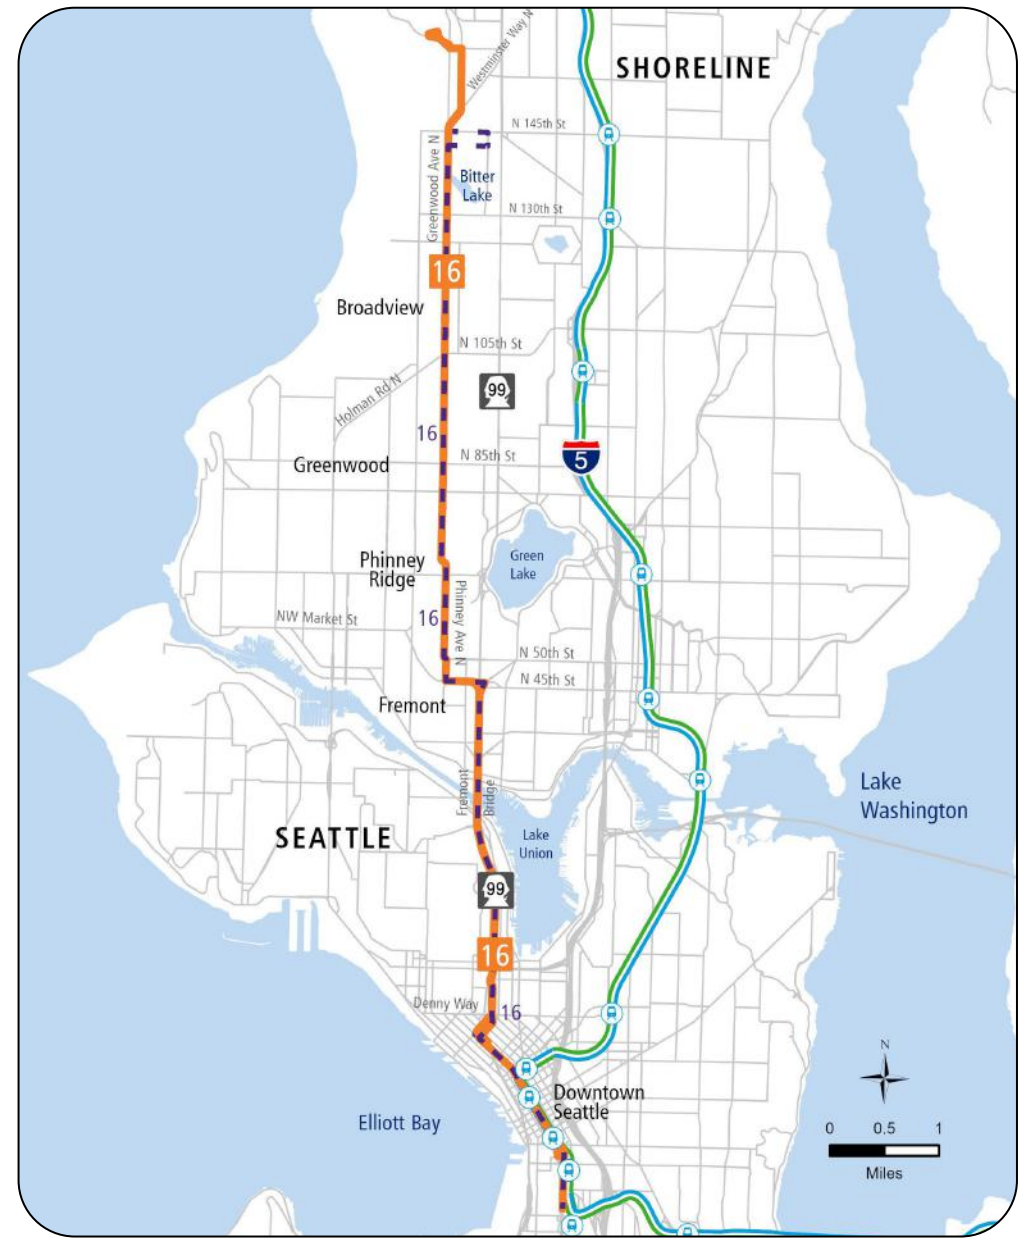 Westminster Way N
SHORELINE
N 145th St
Greenwood Ave N
Bitter
Lake
N 130th St
16
Broadview
N 105th St
99
Holman Rd N
16
Greenwood
N 85th St
5
Phinney
Ridge
Green
Lake
16
Phinney Ave N
NW Market St
N 50th St
N 45th St
Fremont
Fremont
Bridge
Lake
Washington
SEATTLE
Lake
Union
99
16
Denny Way
16
Downtown
Seattle
Elliott Bay
N
0 0.5 1
Miles